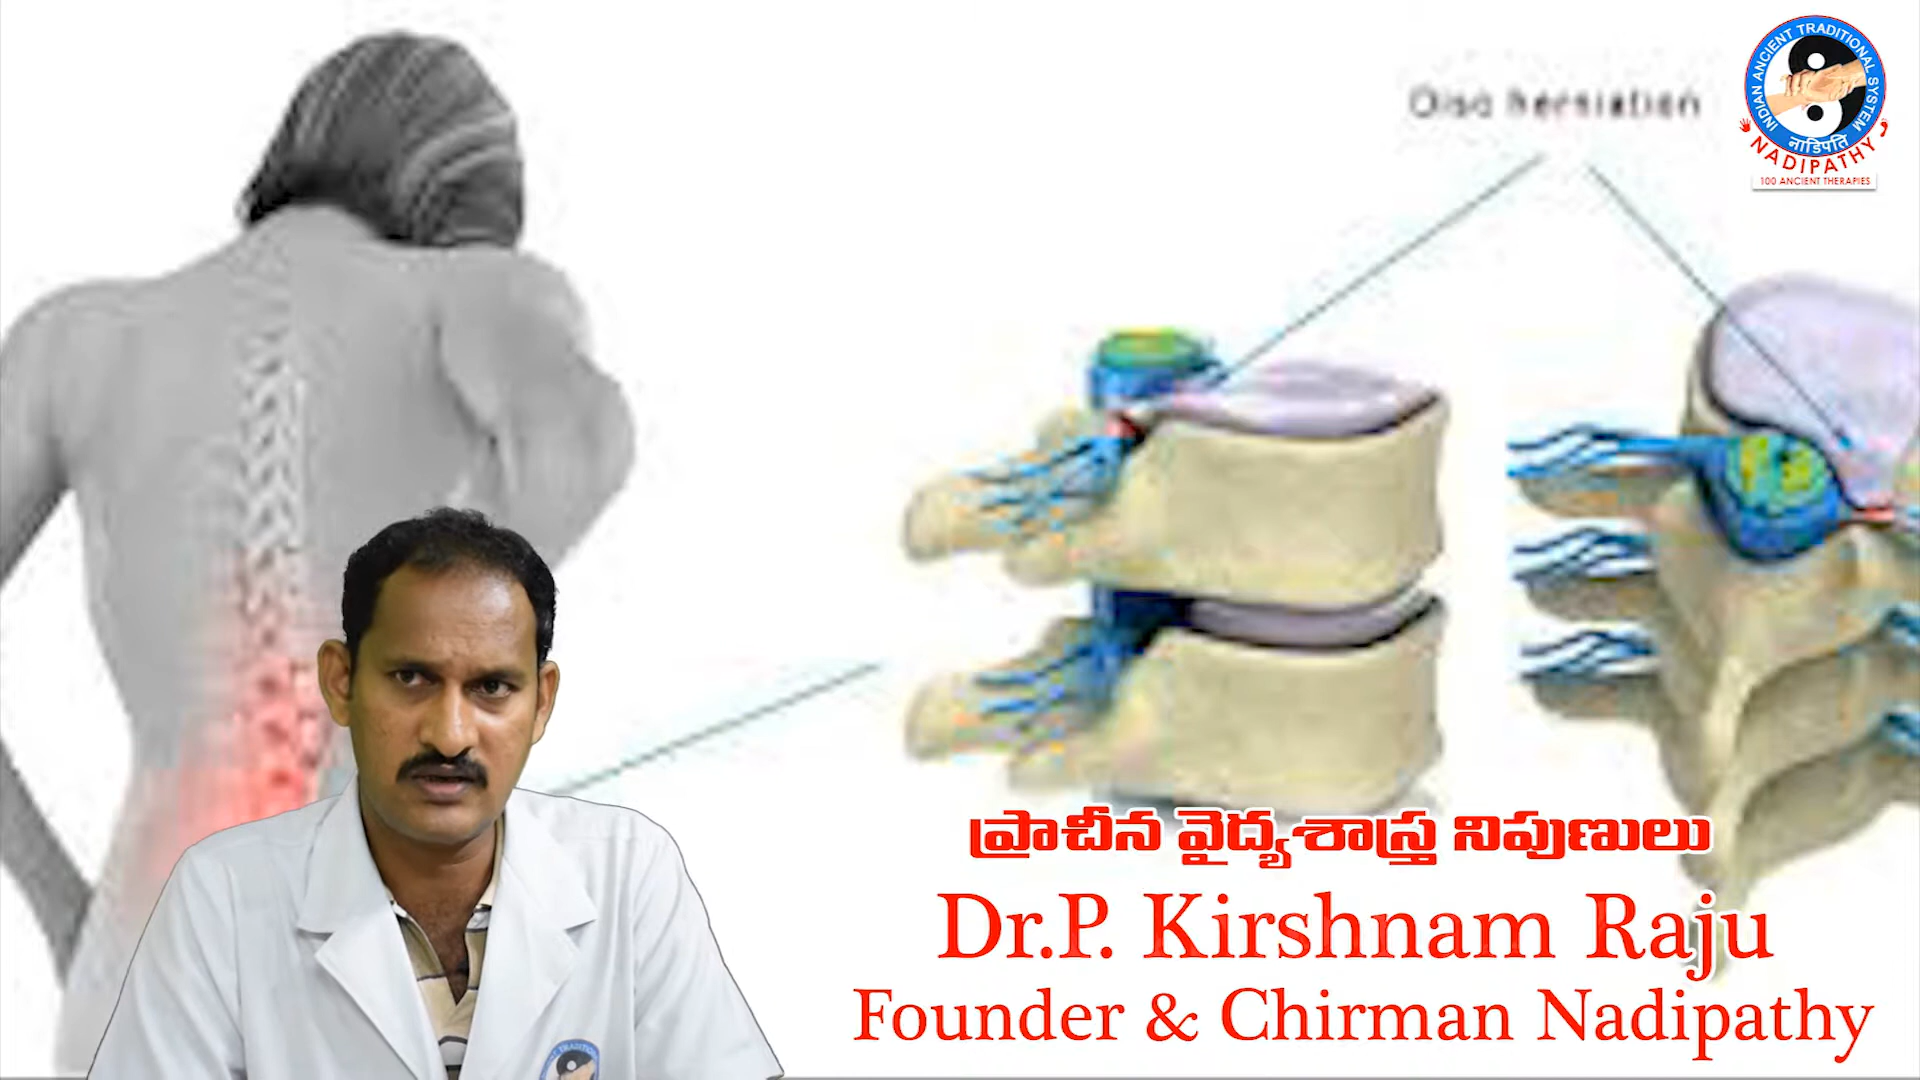 Disc herniation
INDIAN ANCIENT TRADITIONAL SYSTEM
नाडिपति
NADIPATHY
100 ANCIENT THERAPIES
ప్రాచీన వైద్యశాస్త్ర నిపుణులు
Dr.P. Kirshnam Raju
Founder & Chirman Nadipathy